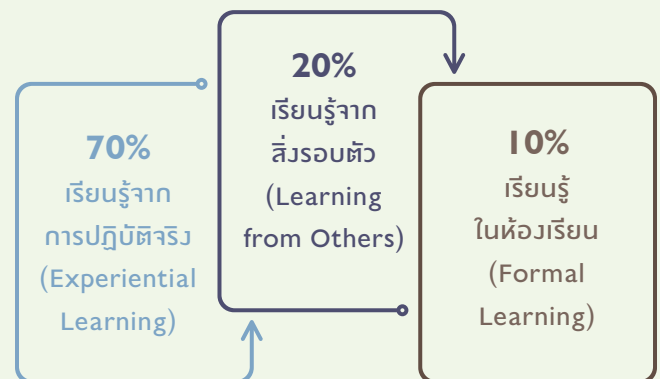 70%
เรียนรู้จาก
การปฏิบัติจริง
(Experiential
Learning)
20%
เรียนรู้จาก
สิ่งรอบตัว
(Learning
from Others)
10%
เรียนรู้
ในห้องเรียน
(Formal
Learning)